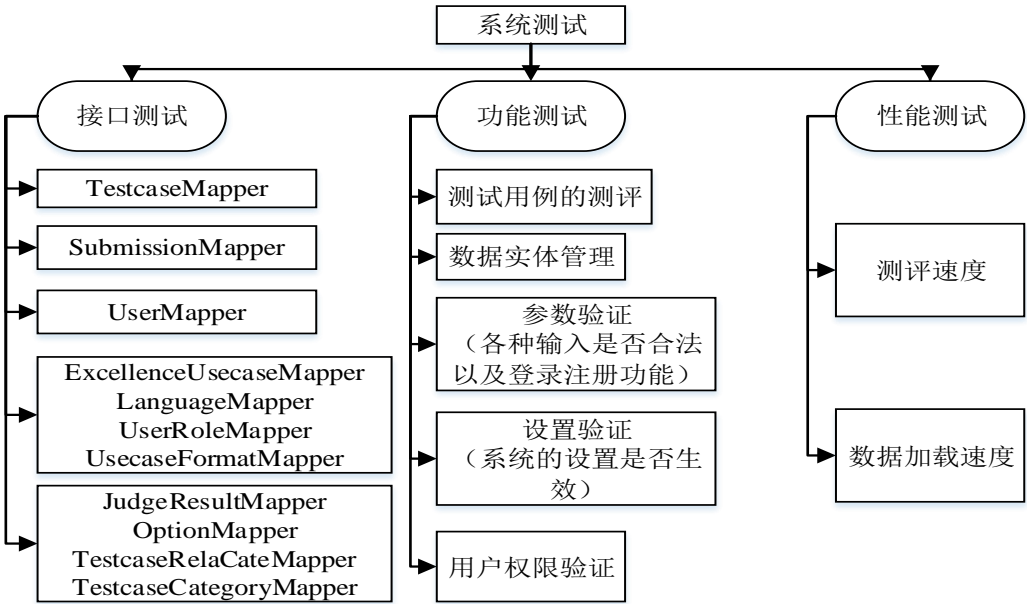 系统测试
接口测试
功能测试
性能测试
TestcaseMapper
SubmissionMapper
UserMapper
ExcellenceUsecaseMapper
LanguageMapper
UserRoleMapper
UsecaseFormatMapper
JudgeResultMapper
OptionMapper
TestcaseRelaCateMapper
TestcaseCategoryMapper
测试用例的测评
数据实体管理
参数验证
（各种输入是否合法
以及登录注册功能）
设置验证
（系统的设置是否生
效）
用户权限验证
测评速度
数据加载速度